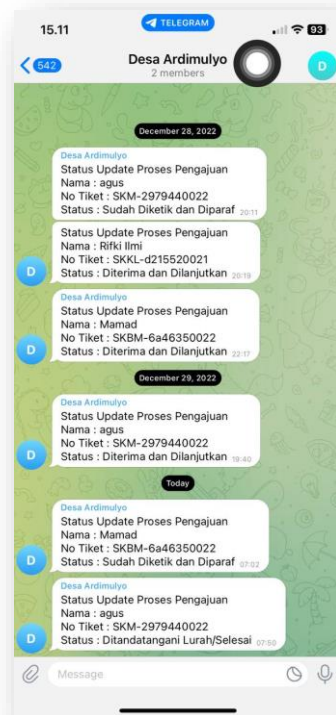 15.11
TELEGRAM
93
542
Desa Ardimulyo
2 members
D
December 28, 2022
Desa Ardimulyo
Status Update Proses Pengajuan
Nama : agus
No Tiket : SKM-2979440022
Status : Sudah Diketik dan Diparaf 20:11
Status Update Proses Pengajuan
Nama : Rifki Ilmi
No Tiket : SKKL-d215520021
Status : Diterima dan Dilanjutkan 20:19
D
Desa Ardimulyo
Status Update Proses Pengajuan
Nama : Mamad
No Tiket : SKBM-6a46350022
Status : Diterima dan Dilanjutkan 22:17
D
December 29, 2022
Desa Ardimulyo
Status Update Proses Pengajuan
Nama : agus
No Tiket : SKM-2979440022
Status : Diterima dan Dilanjutkan 19:40
D
Today
Desa Ardimulyo
Status Update Proses Pengajuan
Nama : Mamad
No Tiket : SKBM-6a46350022
Status : Sudah Diketik dan Diparaf 07:02
D
Desa Ardimulyo
Status Update Proses Pengajuan
Nama : agus
No Tiket : SKM-2979440022
Status : Ditandatangani Lurah/Selesai 07:50
D
Message